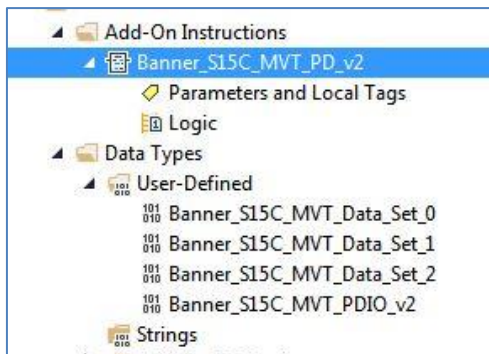 Add-On Instructions
Banner_S15C_MVT_PD_v2
Parameters and Local Tags
Logic
Data Types
User-Defined
Banner_S15C_MVT_Data_Set_0
Banner_S15C_MVT_Data_Set_1
Banner_S15C_MVT_Data_Set_2
Banner_S15C_MVT_PDIO_v2
Strings